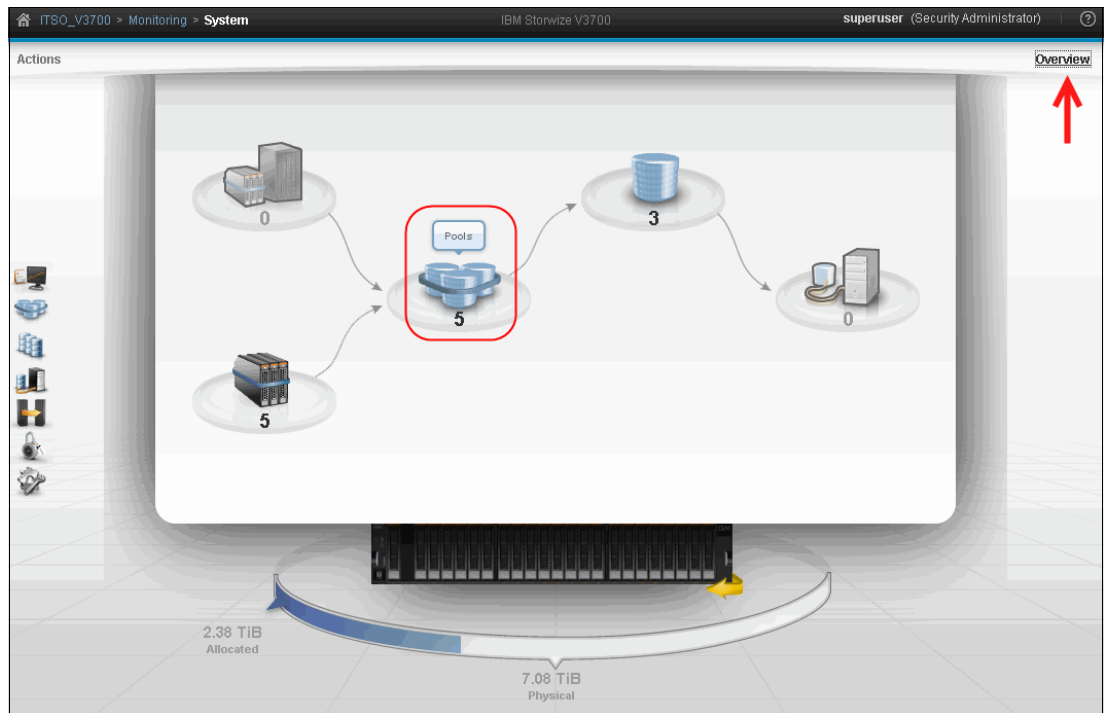 ITSO_V3700 > Monitoring > System
IBM Storwize V3700
superuser (Security Administrator)
?
Actions
Overview
0
Pools
5
3
0
5
2.38 TiB
Allocated
7.08 TiB
Physical